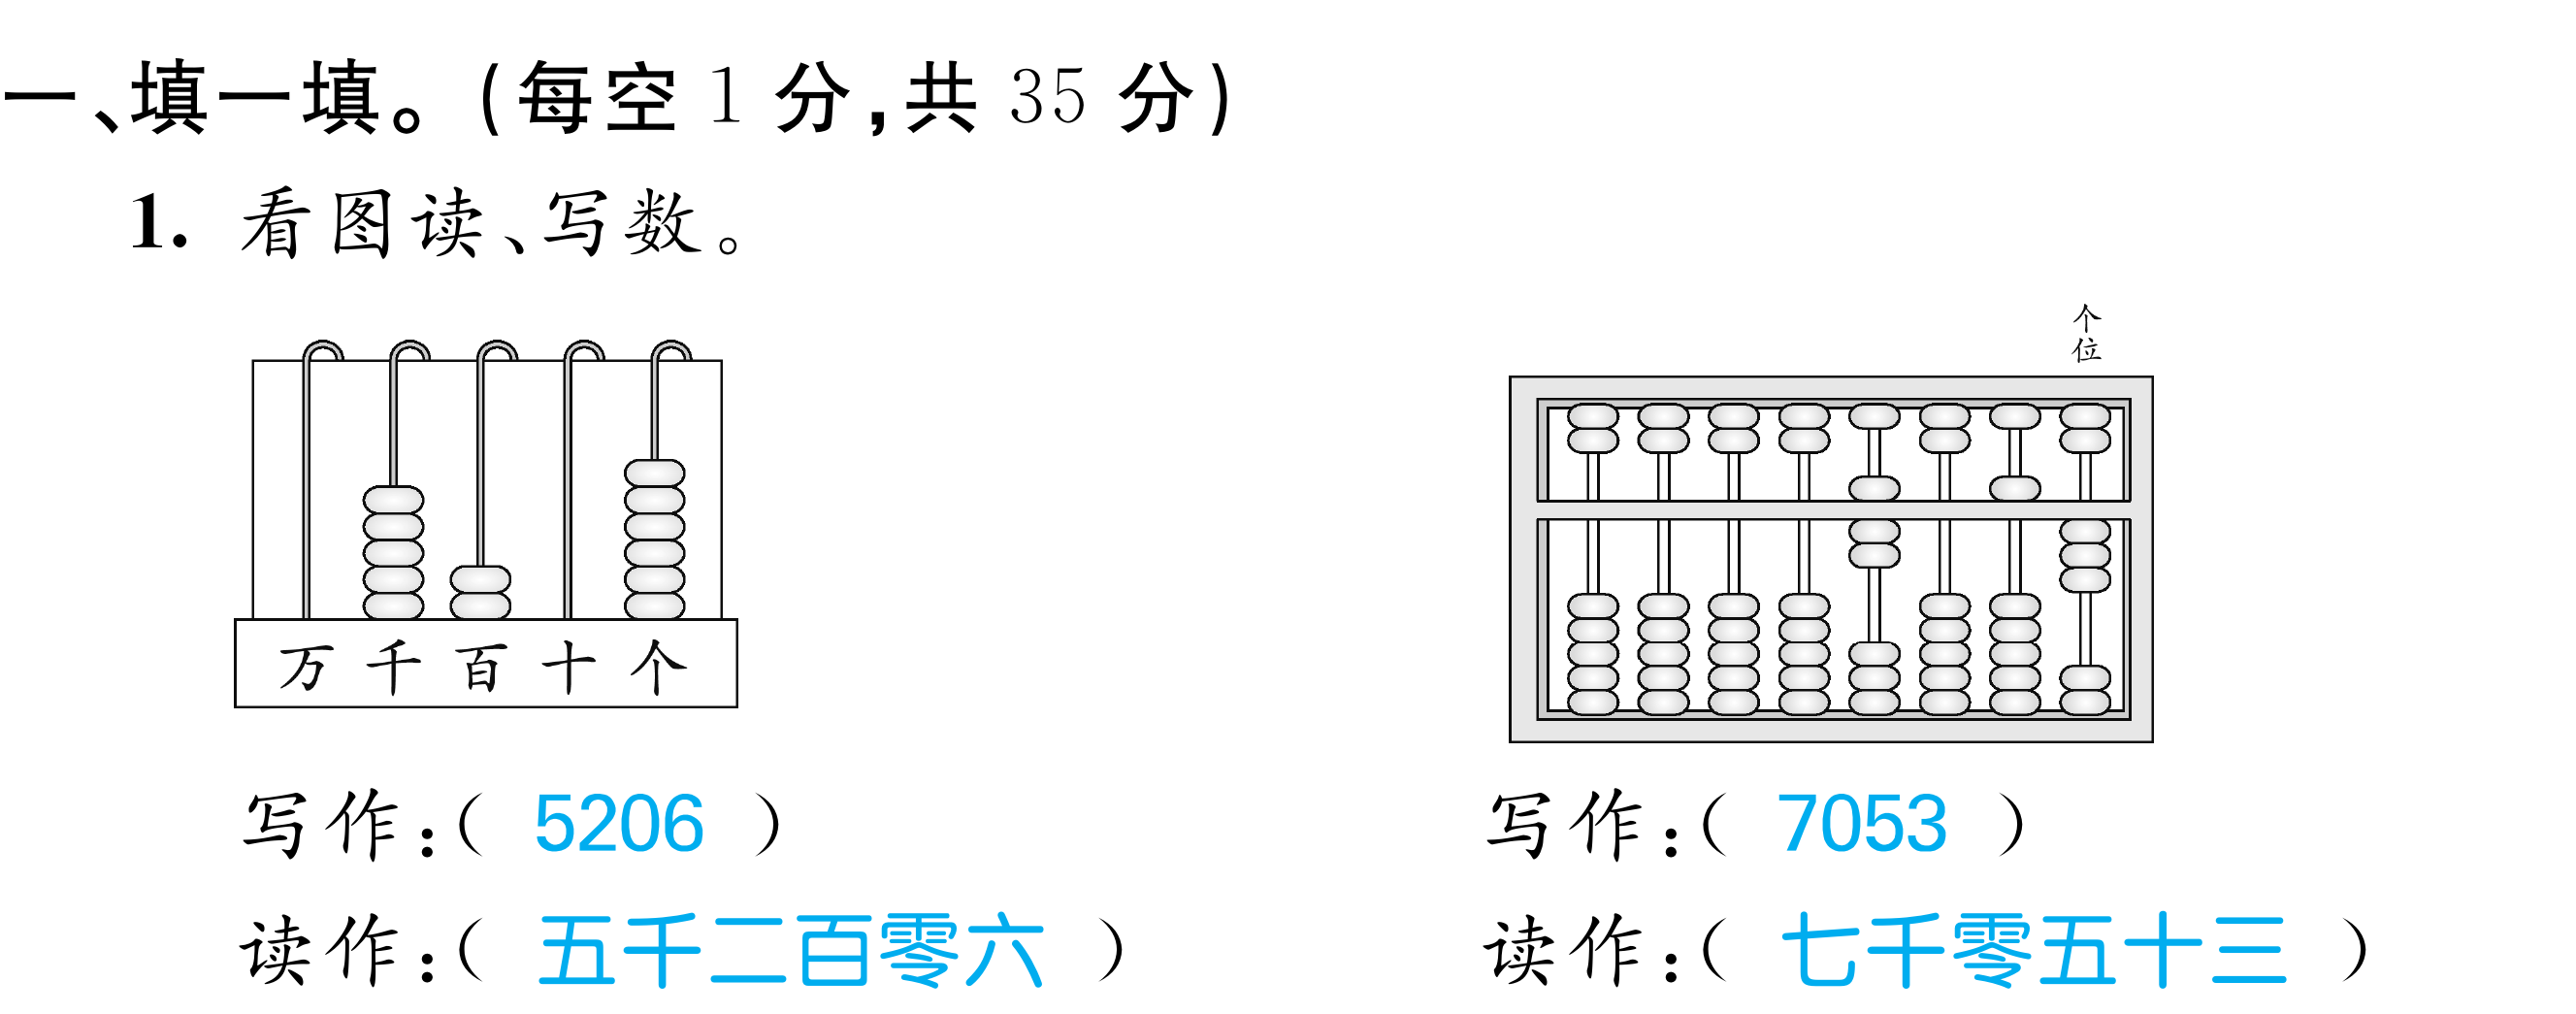 一、填一填。(每空 1 分,共 35 分)
1. 看图读、写数。
个位
万 千 百 十 个
写作:( 5206 )
写作:( 7053 )
读作:( 五千二百零六 )
读作:( 七千零五十三 )